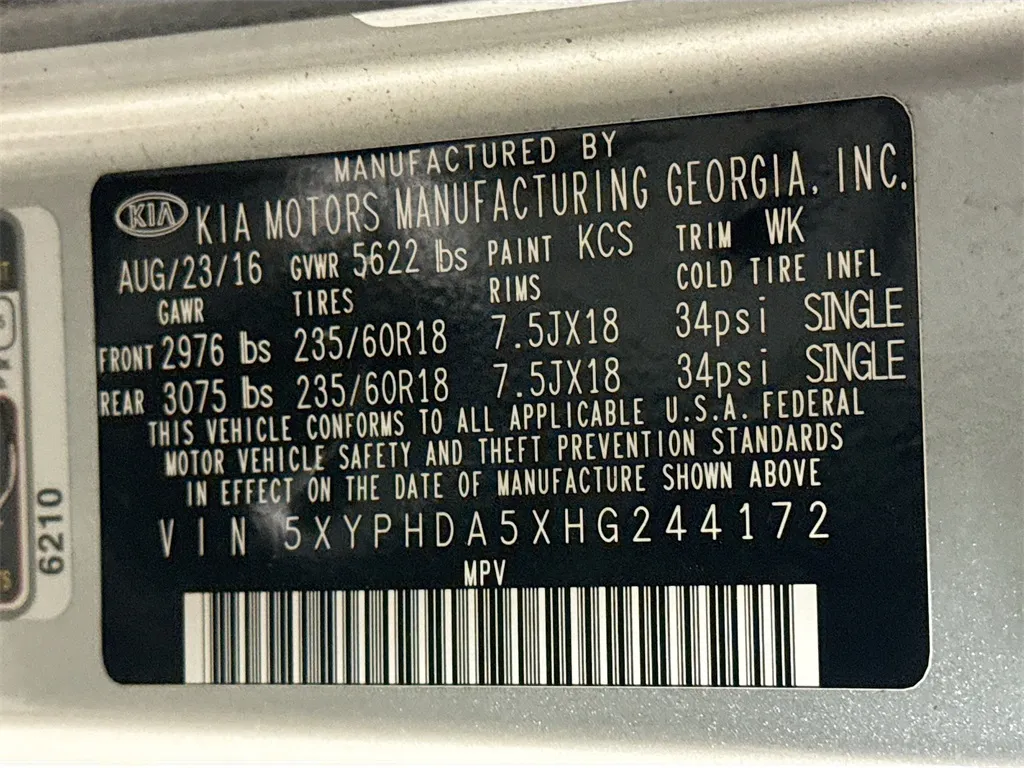 MANUFACTURED BY
KIA KIA MOTORS MANUFACTURING GEORGIA, INC.
AUG/23/16 GVWR 5622 lbs PAINT KCS TRIM WK
GAWR TIRES RIMS COLD TIRE INFL
FRONT 2976 lbs 235/60R18 7.5JX18 34psi SINGLE
REAR 3075 lbs 235/60R18 7.5JX18 34psi SINGLE
THIS VEHICLE CONFORMS TO ALL APPLICABLE U.S.A. FEDERAL
MOTOR VEHICLE SAFETY AND THEFT PREVENTION STANDARDS
IN EFFECT ON THE DATE OF MANUFACTURE SHOWN ABOVE
VIN 5XYPHDA5XHG244172
MPV
6210